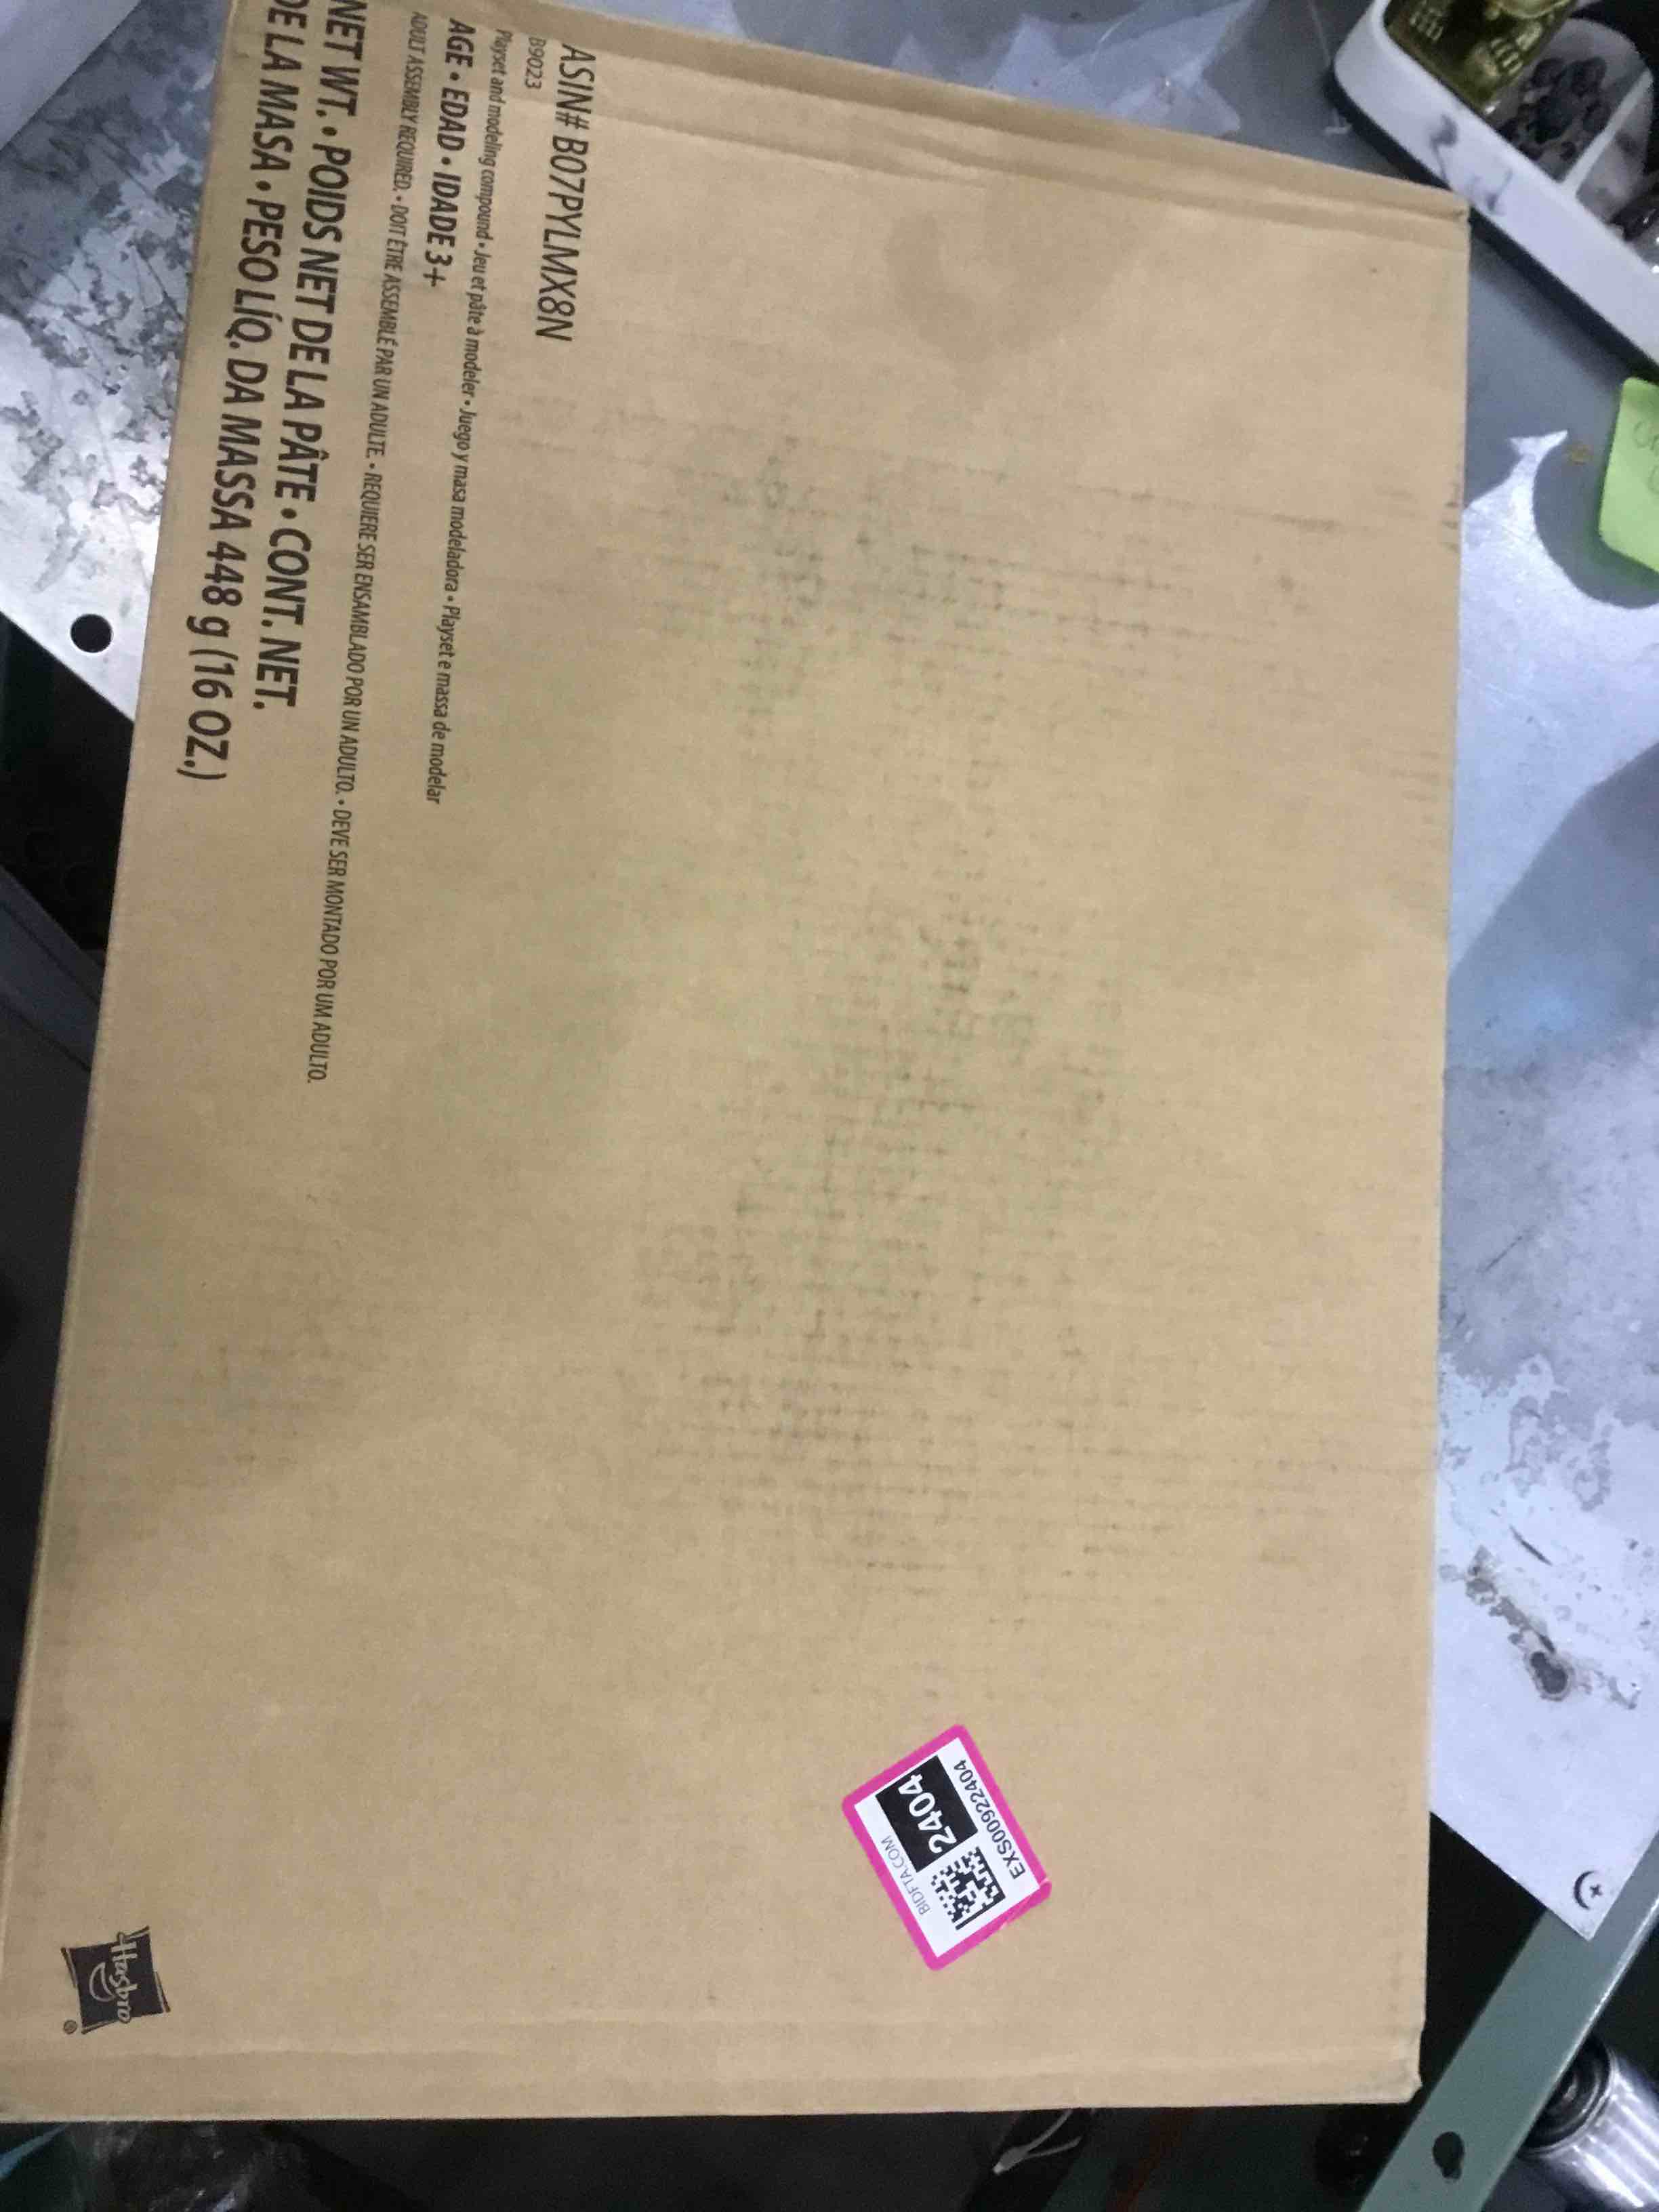 ASIN# B07PYLMX8N
B9023
Playset and modeling compound • Jeu et pâte à modeler • Juego y masa modeladora • Playset e massa de modelar
AGE • EDAD • IDADE 3+
ADULT ASSEMBLY REQUIRED. • DOIT ÊTRE ASSEMBLÉ PAR UN ADULTE. • REQUIERE SER ENSAMBLADO POR UN ADULTO. • DEVE SER MONTADO POR UM ADULTO.
NET WT. • POIDS NET DE LA PÂTE • CONT. NET.
DE LA MASA • PESO LÍQ. DA MASSA 448 g (16 OZ.)
Hasbro®
BIDFTA.COM
2404
EXS00922404